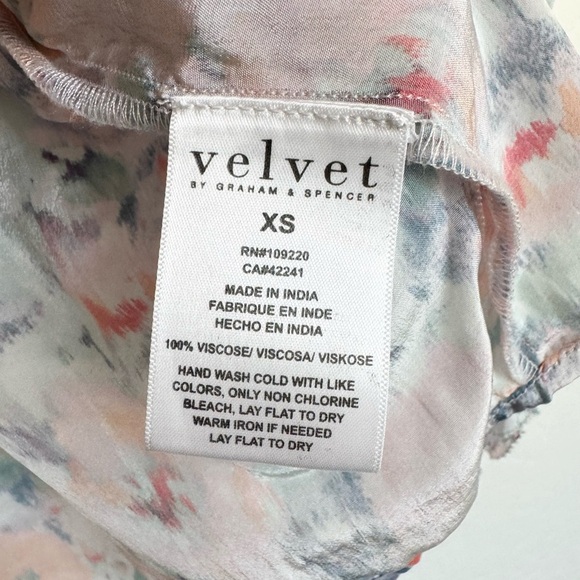 velvet
BY GRAHAM & SPENCER
XS
RN#109220
CA#42241
MADE IN INDIA
FABRIQUE EN INDE
HECHO EN INDIA
100% VISCOSE/ VISCOSA/ VISKOSE
HAND WASH COLD WITH LIKE
COLORS, ONLY NON CHLORINE
BLEACH, LAY FLAT TO DRY
WARM IRON IF NEEDED
LAY FLAT TO DRY